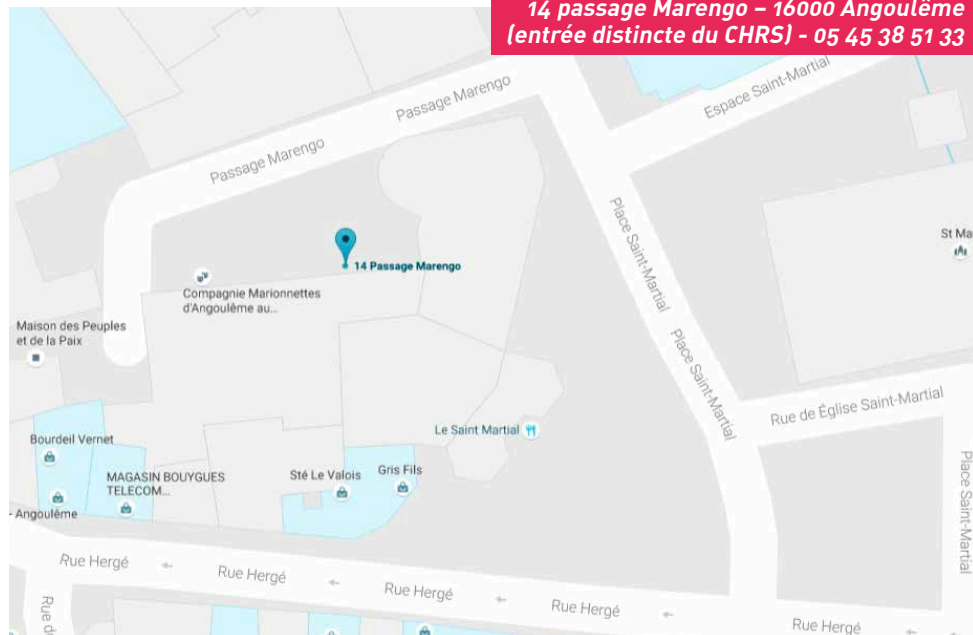 14 passage Marengo – 16000 Angoulême
(entrée distincte du CHRS) - 05 45 38 51 33
Passage Marengo
Espace Saint-Martial
Passage Marengo
Place Saint-Martial
St Ma
14 Passage Marengo
Compagnie Marionnettes
d'Angoulême au...
Maison des Peuples
et de la Paix
Place Saint-Martial
Rue de Église Saint-Martial
Le Saint Martial
Bourdeil Vernet
MAGASIN BOUYGUES
TELECOM...
Sté Le Valois
Gris Fils
Place Saint-Martial
- Angoulême
Rue Hergé
Rue Hergé
Rue Hergé
Rue Hergé
Rue Hergé
Rue d